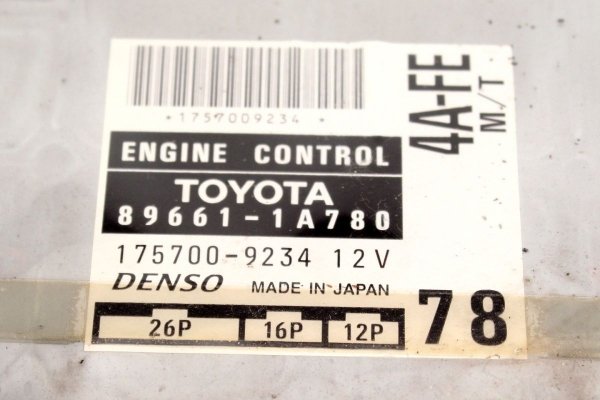 *1757009234*
ENGINE CONTROL
TOYOTA
89661-1A780
175700-9234 12V
DENSO MADE IN JAPAN
26P 16P 12P
4A-FE
M/T
78